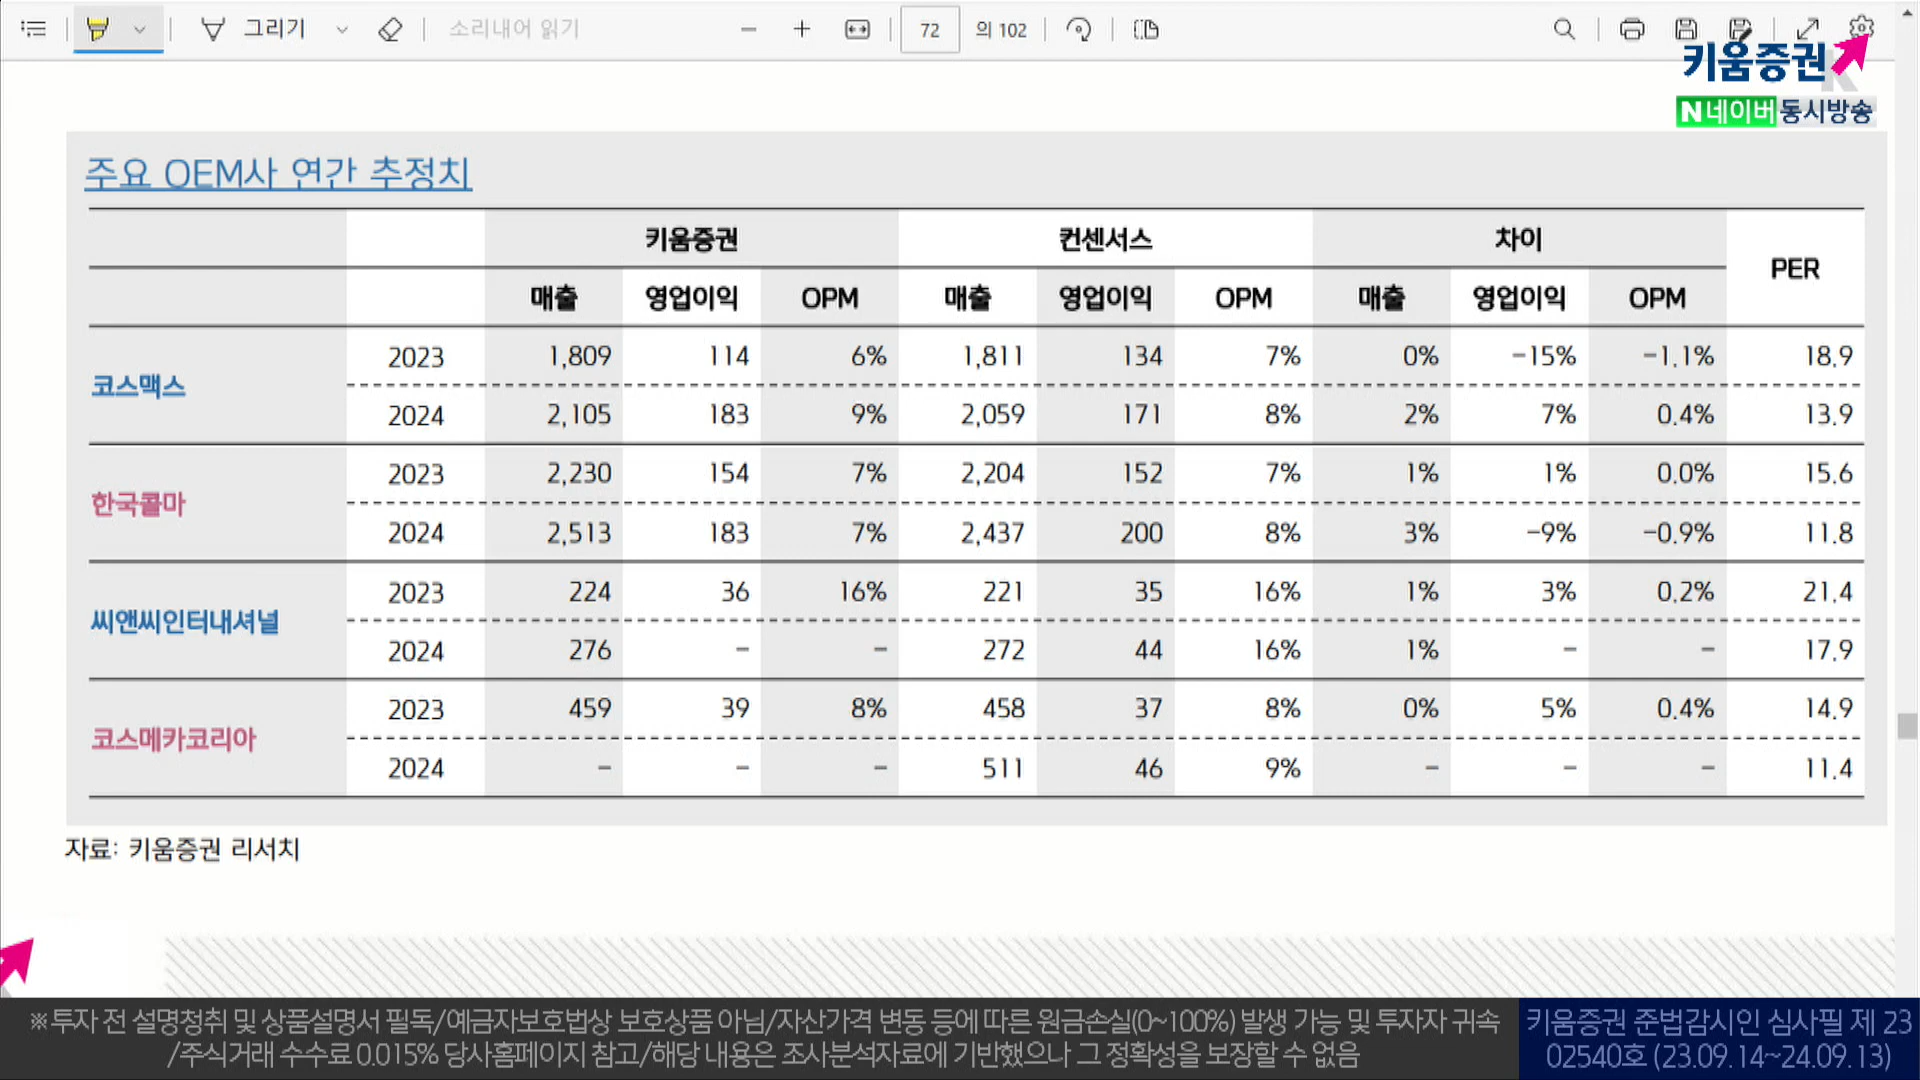 그리기 소리내어 읽기 72 의 102
키움증권
N 네이버 동시방송
주요 OEM사 연간 추정치
키움증권 컨센서스 차이 PER
매출 영업이익 OPM 매출 영업이익 OPM 매출 영업이익 OPM
코스맥스
2023 1,809 114 6% 1,811 134 7% 0% -15% -1.1% 18.9
2024 2,105 183 9% 2,059 171 8% 2% 7% 0.4% 13.9
한국콜마
2023 2,230 154 7% 2,204 152 7% 1% 1% 0.0% 15.6
2024 2,513 183 7% 2,437 200 8% 3% -9% -0.9% 11.8
씨앤씨인터내셔널
2023 224 36 16% 221 35 16% 1% 3% 0.2% 21.4
2024 276 - - 272 44 16% 1% - - 17.9
코스메카코리아
2023 459 39 8% 458 37 8% 0% 5% 0.4% 14.9
2024 - - - 511 46 9% - - - 11.4
자료: 키움증권 리서치
※투자 전 설명청취 및 상품설명서 필독/예금자보호법상 보호상품 아님/자산가격 변동 등에 따른 원금손실(0~100%) 발생 가능 및 투자자 귀속
/주식거래 수수료 0.015% 당사홈페이지 참고/해당 내용은 조사분석자료에 기반했으나 그 정확성을 보장할 수 없음
키움증권 준법감시인 심사필 제 23
02540호 (23.09.14~24.09.13)